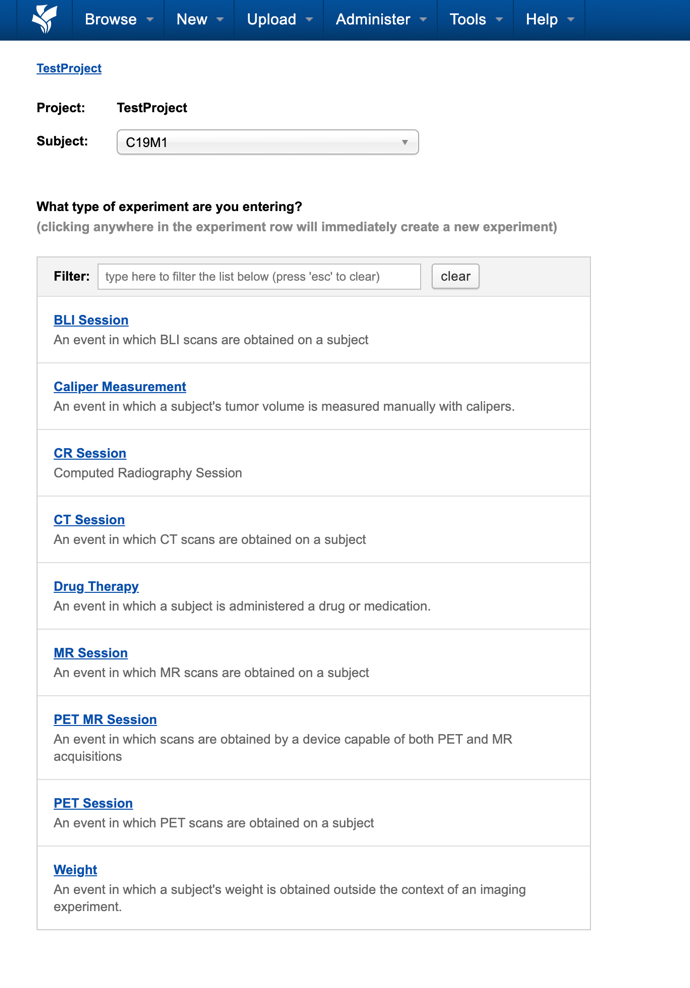 Browse New Upload Administer Tools Help
TestProject
Project: TestProject
Subject: C19M1
What type of experiment are you entering?
(clicking anywhere in the experiment row will immediately create a new experiment)
Filter: type here to filter the list below (press 'esc' to clear) clear
BLI Session
An event in which BLI scans are obtained on a subject
Caliper Measurement
An event in which a subject's tumor volume is measured manually with calipers.
CR Session
Computed Radiography Session
CT Session
An event in which CT scans are obtained on a subject
Drug Therapy
An event in which a subject is administered a drug or medication.
MR Session
An event in which MR scans are obtained on a subject
PET MR Session
An event in which scans are obtained by a device capable of both PET and MR
acquisitions
PET Session
An event in which PET scans are obtained on a subject
Weight
An event in which a subject's weight is obtained outside the context of an imaging
experiment.